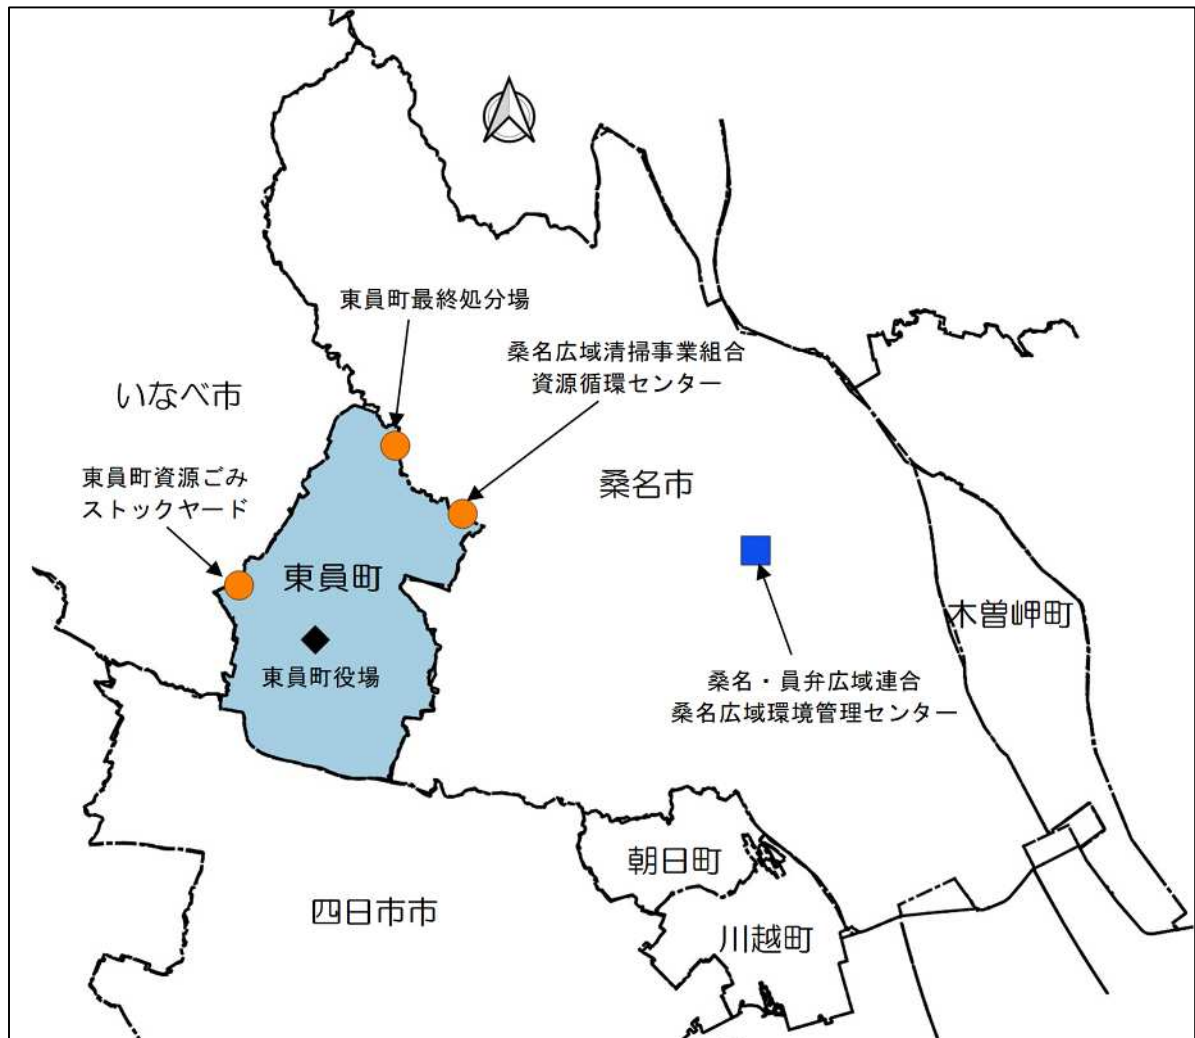 東員町最終処分場
桑名広域清掃事業組合
資源循環センター
いなべ市
東員町資源ごみ
ストックヤード
桑名市
東員町
木曽岬町
東員町役場
桑名・員弁広域連合
桑名広域環境管理センター
朝日町
四日市市
川越町